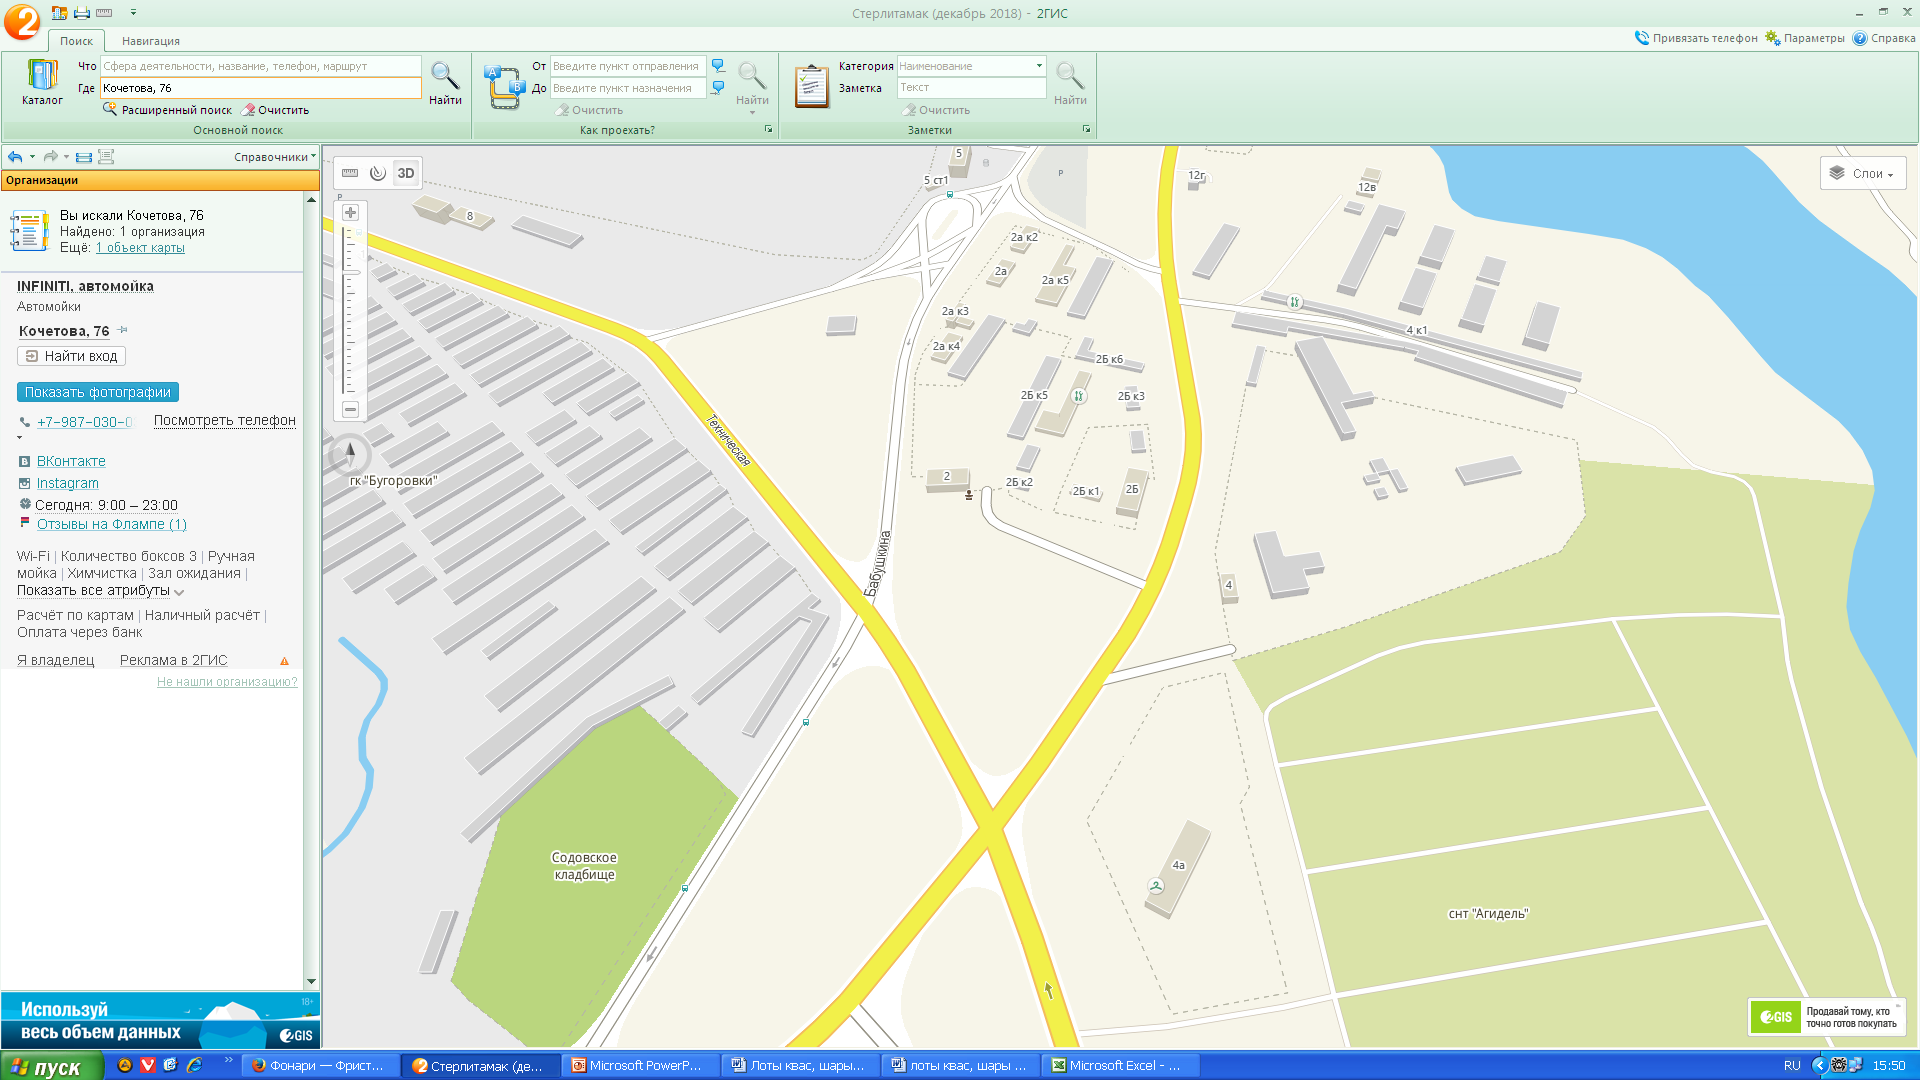 Стерлитамак (декабрь 2018) - 2ГИС
Поиск
Навигация
Привязать телефон
Параметры
Справка
Каталог
Что
Сфера деятельности, название, телефон, маршрут
Где
Кочетова, 76
Расширенный поиск
Очистить
Найти
Основной поиск
От
Введите пункт отправления
До
Введите пункт назначения
Очистить
Найти
Как проехать?
Категория
Наименование
Заметка
Текст
Очистить
Найти
Заметки
Справочники
Организации
Вы искали Кочетова, 76
Найдено: 1 организация
Ещё: 1 объект карты
INFINITI, автомойка
Автомойки
Кочетова, 76
Найти вход
Показать фотографии
+7-987-030-0
Посмотреть телефон
ВКонтакте
Instagram
Сегодня: 9:00 – 23:00
Отзывы на Флампе (1)
Wi-Fi | Количество боксов 3 | Ручная
мойка | Химчистка | Зал ожидания |
Показать все атрибуты
Расчёт по картам | Наличный расчёт |
Оплата через банк
Я владелец
Реклама в 2ГИС
Не нашли организацию?
Используй
весь объем данных
18+
2GIS
3D
Слои
P
8
5
5 ст1
P
12г
12в
2а к2
2а
2а к5
2а к3
2а к4
4 к1
2Б к6
2Б к5
2Б к3
Техническая
гк "Бугоровки"
2
2Б к2
2Б к1
2Б
Бабушкина
4
Содовское
кладбище
4а
снт "Агидель"
2GIS
Продавай тому, кто
точно готов покупать
пуск
Фонари — Фрист...
Стерлитамак (де...
Microsoft PowerP...
Лоты квас, шары...
лоты квас, шары ...
Microsoft Excel - ...
RU
15:50